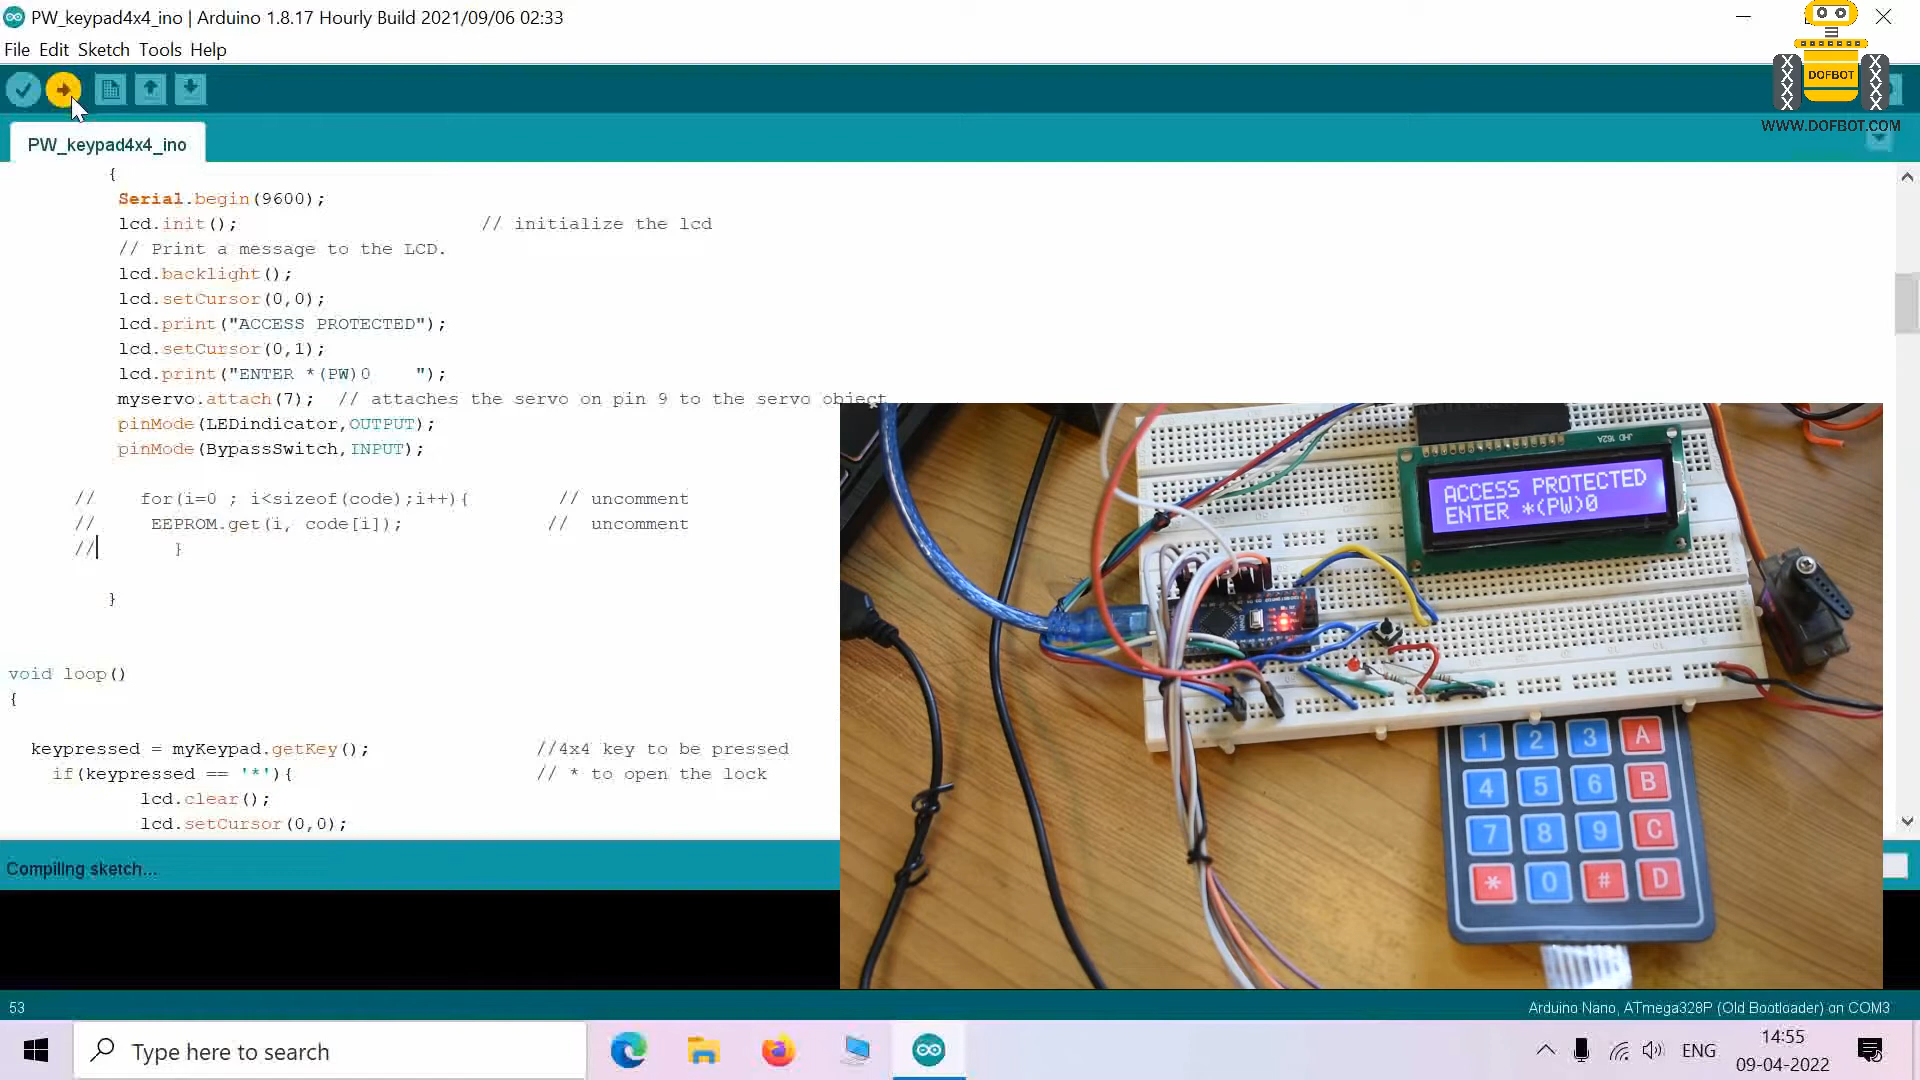 PW_keypad4x4_ino | Arduino 1.8.17 Hourly Build 2021/09/06 02:33
File Edit Sketch Tools Help
DOFBOT
WWW.DOFBOT.COM
PW_keypad4x4_ino
{
Serial.begin(9600);
lcd.init(); // initialize the lcd
// Print a message to the LCD.
lcd.backlight();
lcd.setCursor(0,0);
lcd.print("ACCESS PROTECTED");
lcd.setCursor(0,1);
lcd.print("ENTER *(PW)0    ");
myservo.attach(7); // attaches the servo on pin 9 to the servo object
pinMode(LEDindicator,OUTPUT);
pinMode(BypassSwitch,INPUT);
// for(i=0 ; i<sizeof(code);i++){ // uncomment
// EEPROM.get(i, code[i]); // uncomment
// }
}
void loop()
{
keypressed = myKeypad.getKey(); //4x4 key to be pressed
if(keypressed == '*'){ // * to open the lock
lcd.clear();
lcd.setCursor(0,0);
JHD 162A
ACCESS PROTECTED
ENTER *(PW)0
1 2 3 A
4 5 6 B
7 8 9 C
* 0 # D
Compiling sketch...
53
Arduino Nano, ATmega328P (Old Bootloader) on COM3
Type here to search
ENG
14:55
09-04-2022